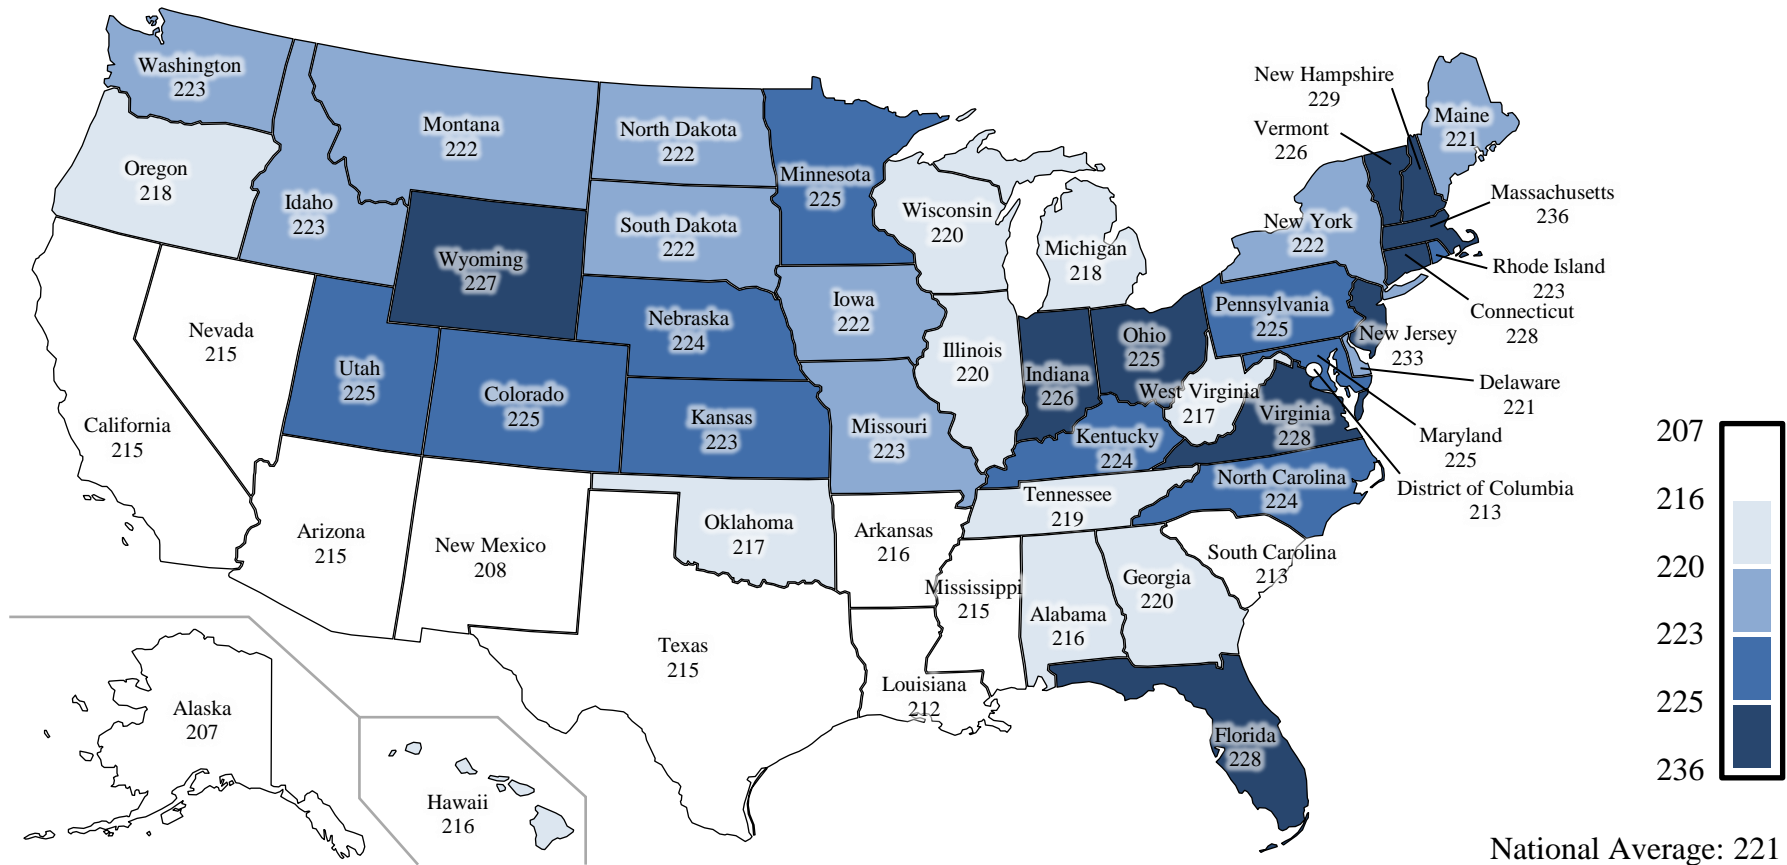 Washington
223
Oregon
218
Idaho
223
Montana
222
North Dakota
222
Minnesota
225
South Dakota
222
Wyoming
227
Wisconsin
220
Michigan
218
New Hampshire
229
Vermont
226
Maine
221
Massachusetts
236
New York
222
Rhode Island
223
Connecticut
228
Pennsylvania
225
New Jersey
233
Delaware
221
Maryland
225
District of Columbia
213
Nevada
215
California
215
Utah
225
Colorado
225
Nebraska
224
Iowa
222
Illinois
220
Indiana
226
Ohio
225
West Virginia
217
Virginia
228
Kansas
223
Missouri
223
Kentucky
224
North Carolina
224
Tennessee
219
Arizona
215
New Mexico
208
Oklahoma
217
Arkansas
216
South Carolina
213
Mississippi
215
Alabama
216
Georgia
220
Texas
215
Louisiana
212
Florida
228
Alaska
207
Hawaii
216
207
216
220
223
225
236
National Average: 221